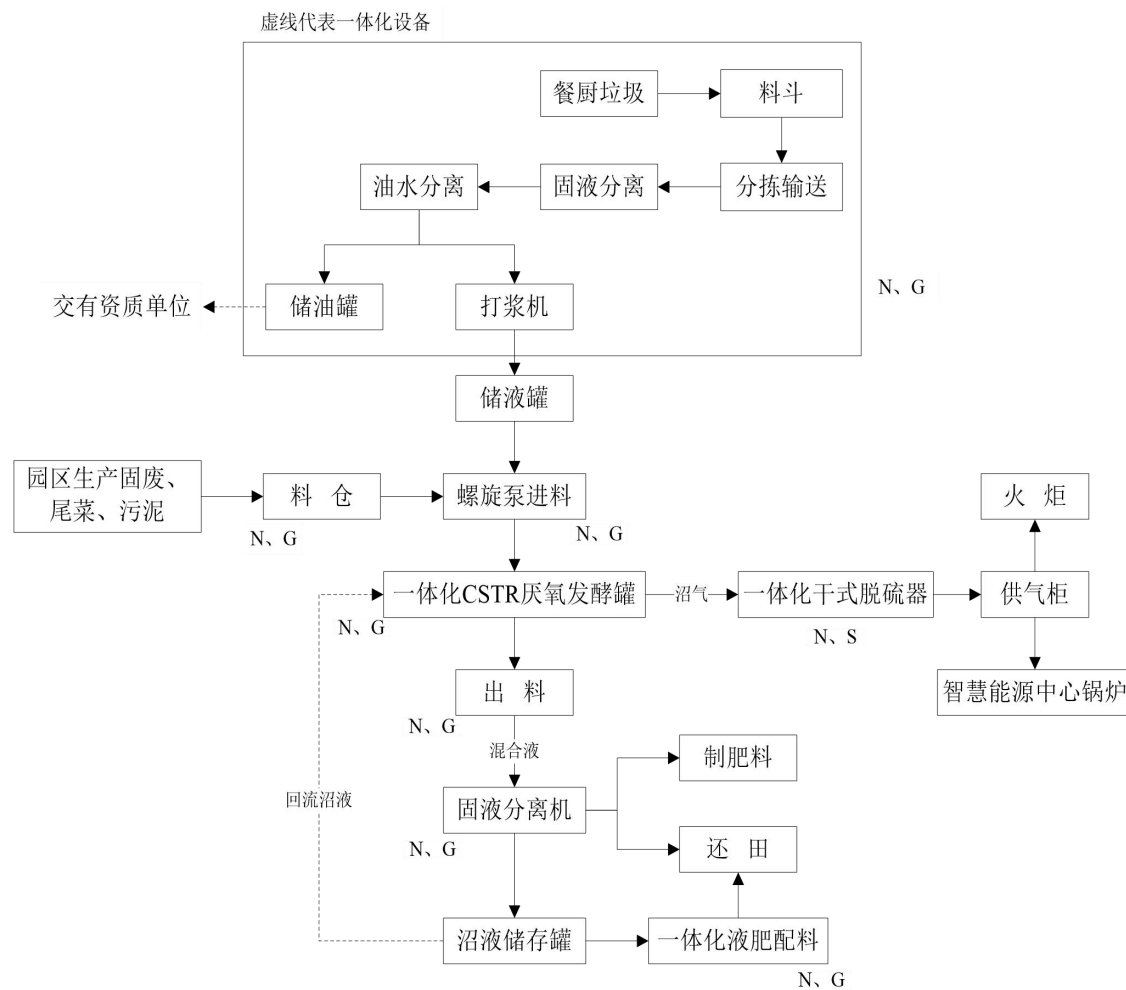 虚线代表一体化设备
餐厨垃圾
料斗
油水分离
固液分离
分拣输送
N、G
交有资质单位
储油罐
打浆机
储液罐
园区生产固废、
尾菜、污泥
料 仓
螺旋泵进料
火 炬
N、G
N、G
一体化CSTR厌氧发酵罐
沼气
一体化干式脱硫器
供气柜
N、G
N、S
出 料
智慧能源中心锅炉
N、G
混合液
制肥料
回流沼液
固液分离机
N、G
还 田
沼液储存罐
一体化液肥配料
N、G